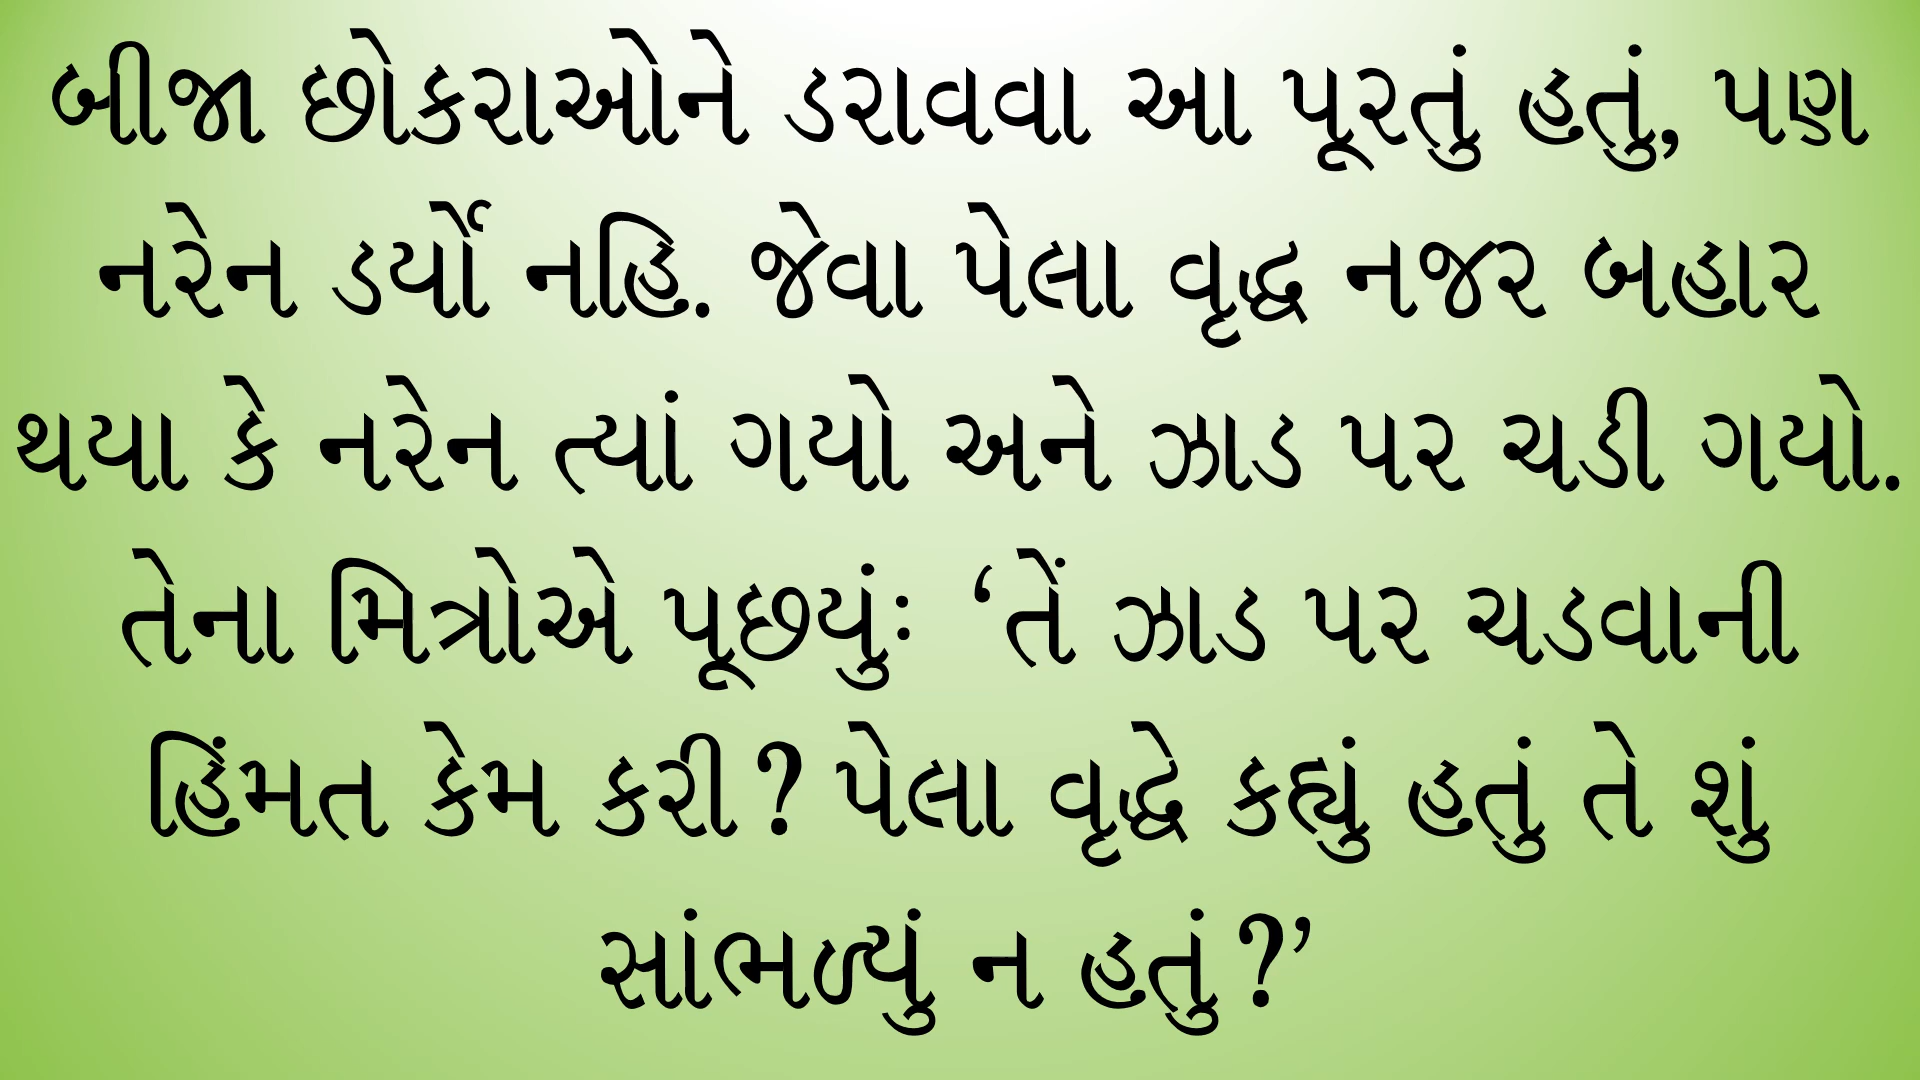 બીજા છોકરાઓને ડરાવવા આ પૂરતું હતું, પણ
નરેન ડર્યો નહિ. જેવા પેલા વૃદ્ધ નજર બહાર
થયા કે નરેન ત્યાં ગયો અને ઝાડ પર ચડી ગયો.
તેના મિત્રોએ પૂછયુંઃ ‘તેં ઝાડ પર ચડવાની
હિંમત કેમ કરી? પેલા વૃદ્ધે કહ્યું હતું તે શું
સાંભળ્યું ન હતું?’